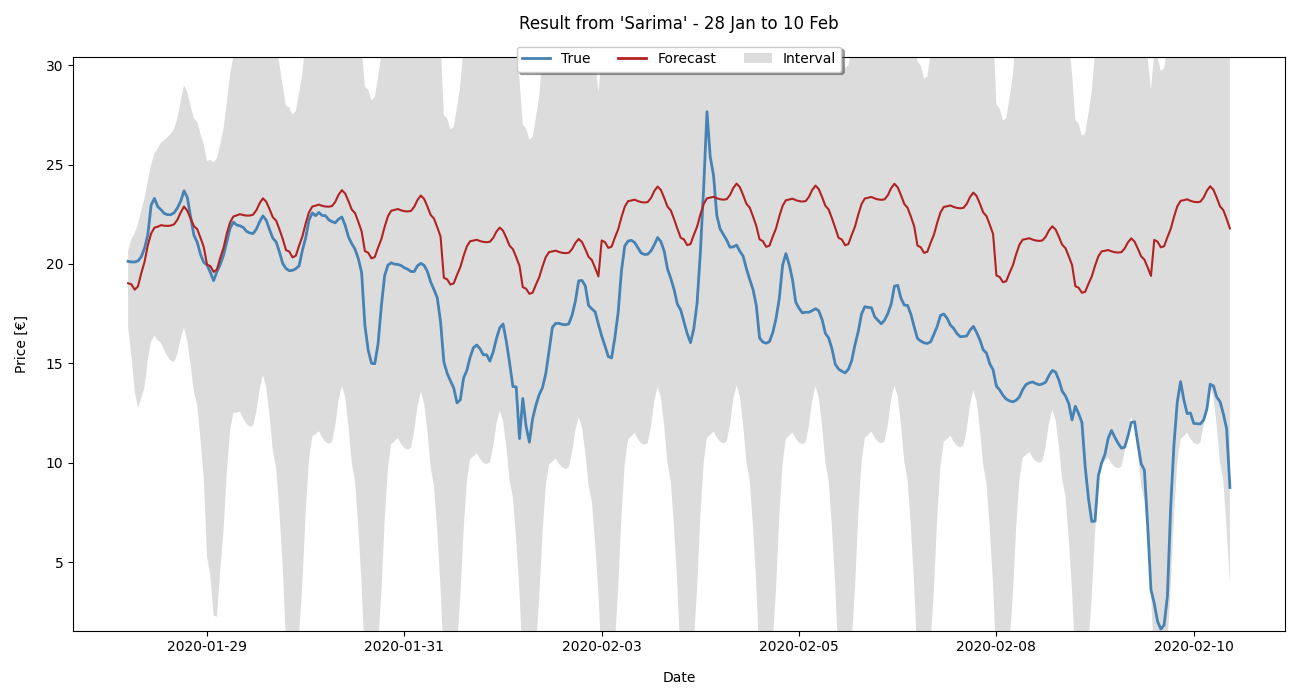 Result from 'Sarima' - 28 Jan to 10 Feb
True Forecast Interval
30
25
20
15
10
5
Price [€]
2020-01-29 2020-01-31 2020-02-03 2020-02-05 2020-02-08 2020-02-10
Date